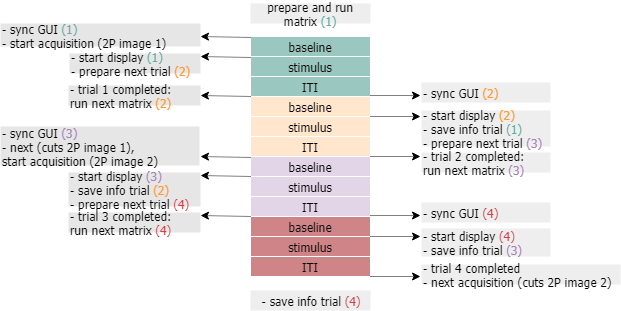 prepare and run
matrix (1)
- sync GUI (1)
- start acquisition (2P image 1)
- start display (1)
- prepare next trial (2)
- trial 1 completed:
run next matrix (2)
- sync GUI (3)
- next (cuts 2P image 1),
start acquisition (2P image 2)
- start display (3)
- save info trial (2)
- prepare next trial (4)
- trial 3 completed:
run next matrix (4)
baseline
stimulus
ITI
baseline
stimulus
ITI
baseline
stimulus
ITI
baseline
stimulus
ITI
- sync GUI (2)
- start display (2)
- save info trial (1)
- prepare next trial (3)
- trial 2 completed:
run next matrix (3)
- sync GUI (4)
- start display (4)
- save info trial (3)
- trial 4 completed
- next acquisition (cuts 2P image 2)
- save info trial (4)